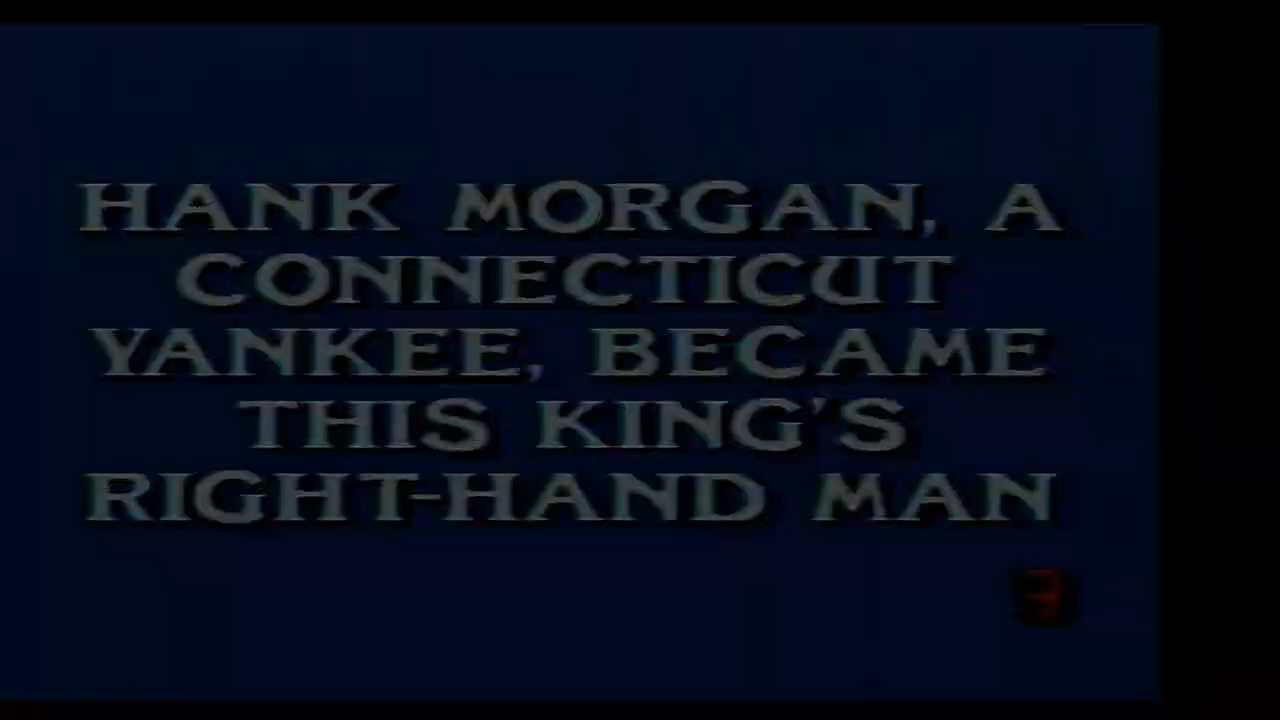 HANK MORGAN, A
CONNECTICUT
YANKEE, BECAME
THIS KING'S
RIGHT-HAND MAN